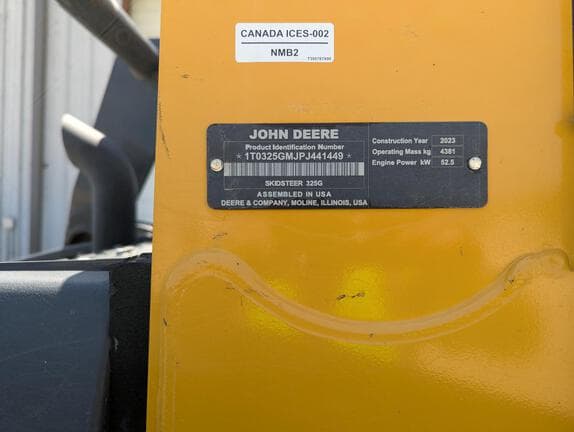 CANADA ICES-002
NMB2
JOHN DEERE
Product Identification Number
*1T0325GMJPJ441449*
SKIDSTEER 325G
ASSEMBLED IN USA
DEERE & COMPANY, MOLINE, ILLINOIS, USA
Construction Year 2023
Operating Mass kg 4381
Engine Power kW 52.5